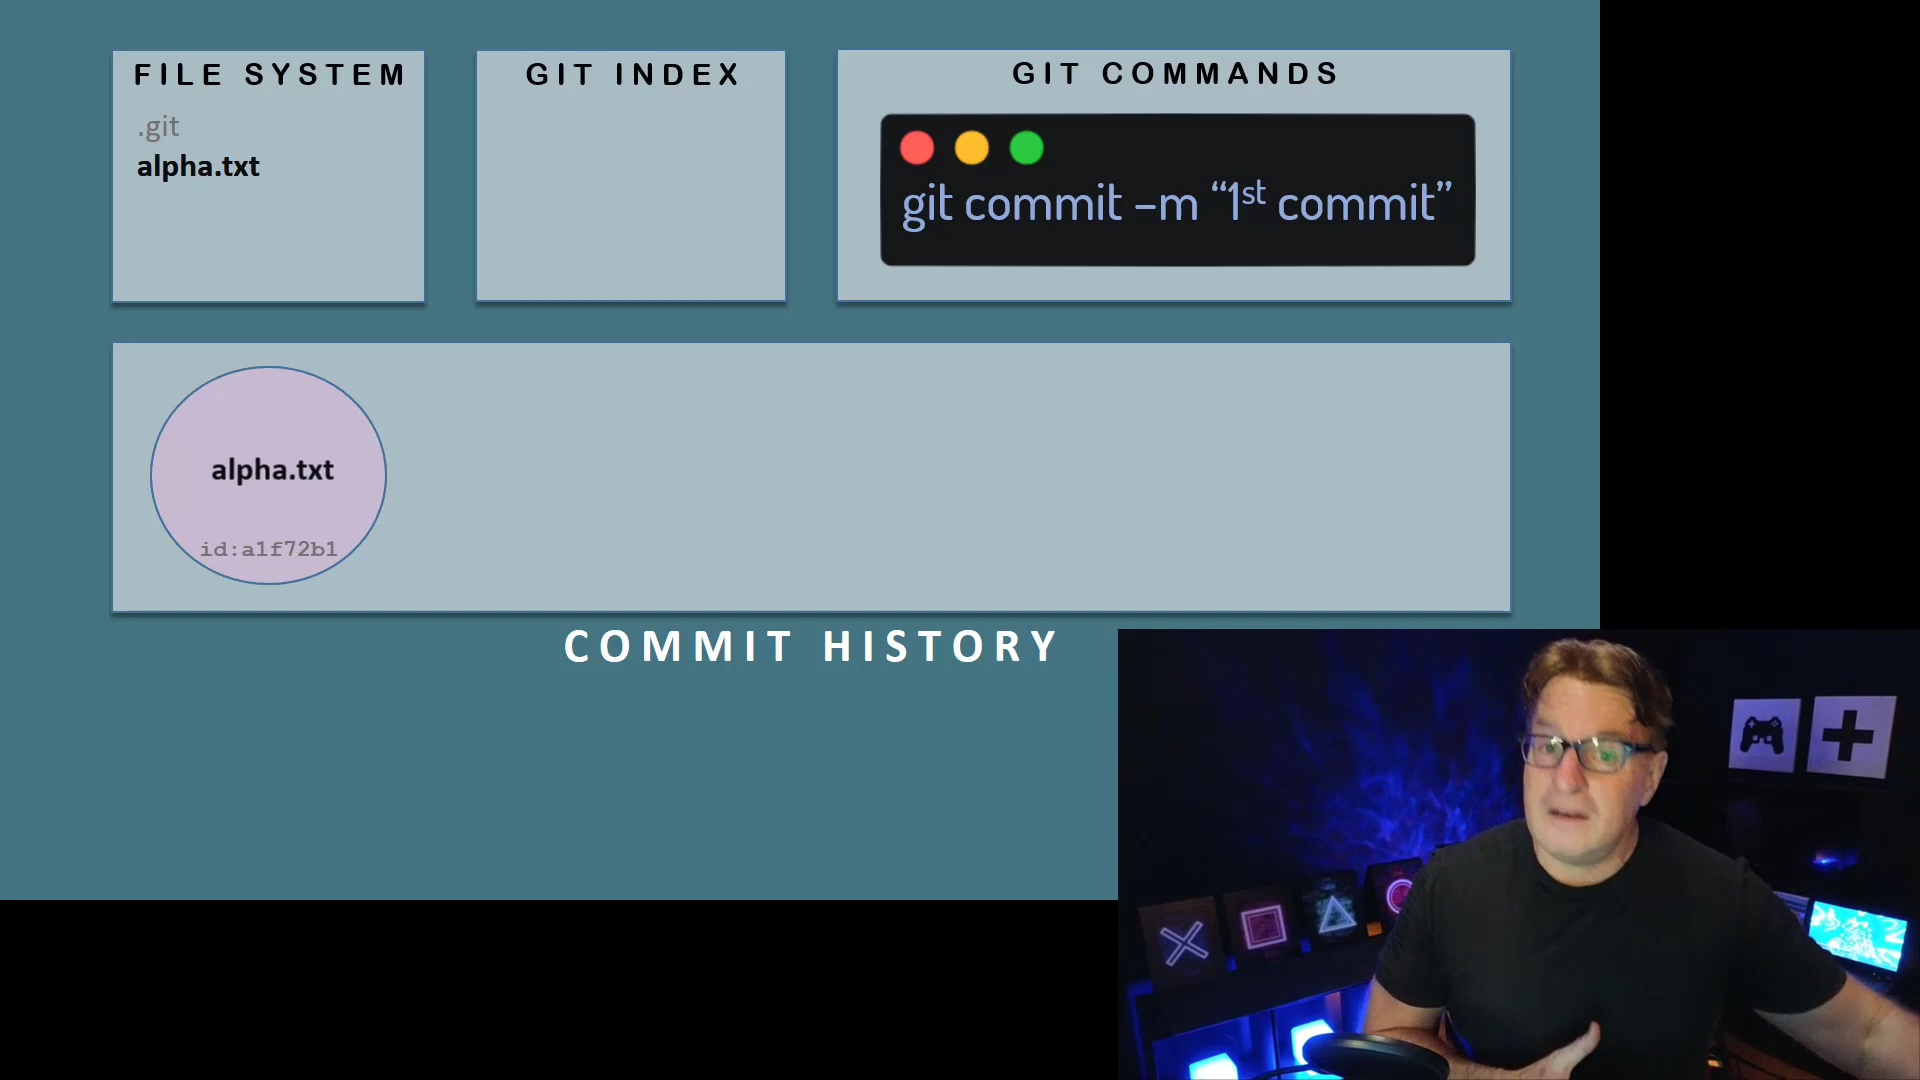 FILE SYSTEM
.git
alpha.txt
GIT INDEX
GIT COMMANDS
git commit –m “1st commit”
alpha.txt
id:a1f72b1
COMMIT HISTORY